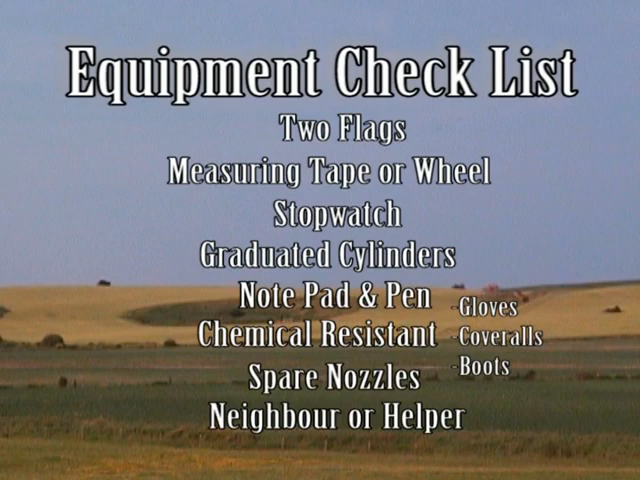 Equipment Check List
Two Flags
Measuring Tape or Wheel
Stopwatch
Graduated Cylinders
Note Pad & Pen
Chemical Resistant
-Gloves
-Coveralls
-Boots
Spare Nozzles
Neighbour or Helper